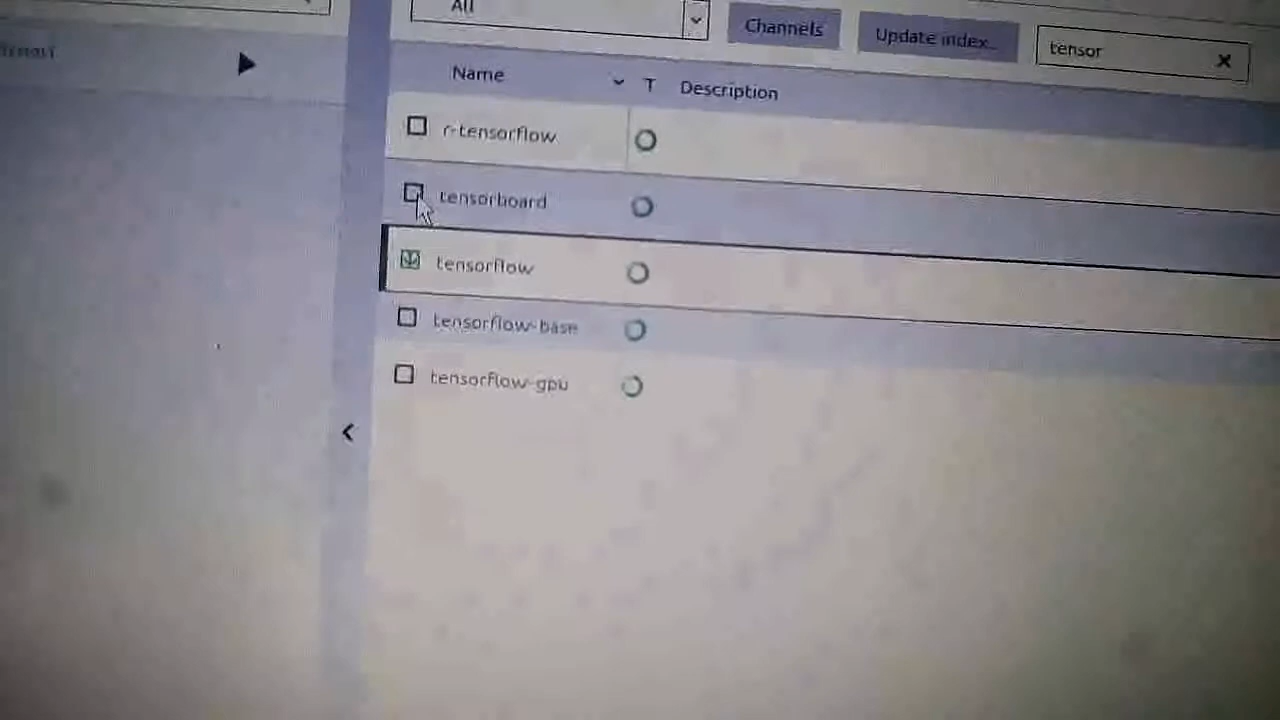 All
Channels
Update index...
tensor
Name
T
Description
r-tensorflow
tensorboard
tensorflow
tensorflow-base
tensorflow-gpu